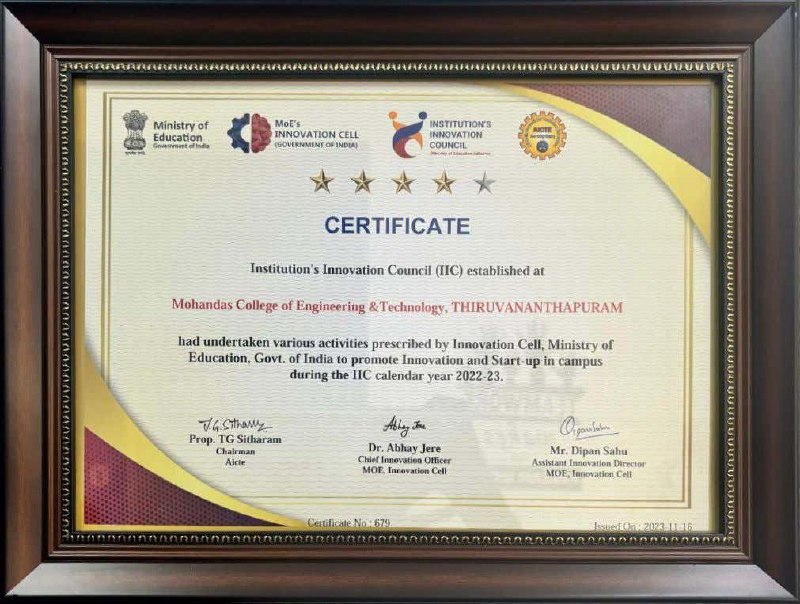 Ministry of
Education
Government of India
MoE's
INNOVATION CELL
(GOVERNMENT OF INDIA)
INSTITUTION'S
INNOVATION
COUNCIL
(Ministry of Education Initiative)
AICTE
CERTIFICATE
Institution's Innovation Council (IIC) established at
Mohandas College of Engineering &Technology, THIRUVANANTHAPURAM
had undertaken various activities prescribed by Innovation Cell, Ministry of
Education, Govt. of India to promote Innovation and Start-up in campus
during the IIC calendar year 2022-23.
T.G.Sitharam
Abhay Jere
Prop. TG Sitharam
Chairman
Aicte
Dr. Abhay Jere
Chief Innovation Officer
MOE, Innovation Cell
Mr. Dipan Sahu
Assistant Innovation Director
MOE, Innovation Cell
Certificate No : 679
Issued On : 2023-11-16